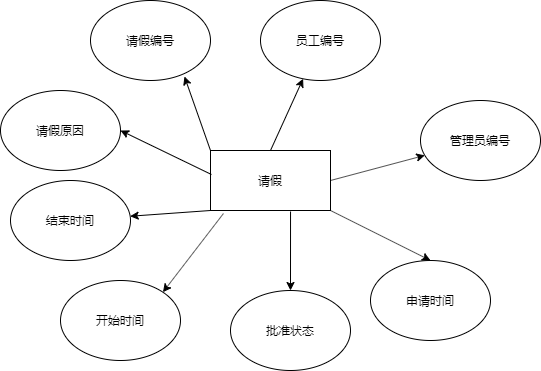 请假编号
员工编号
请假原因
管理员编号
请假
结束时间
申请时间
开始时间
批准状态